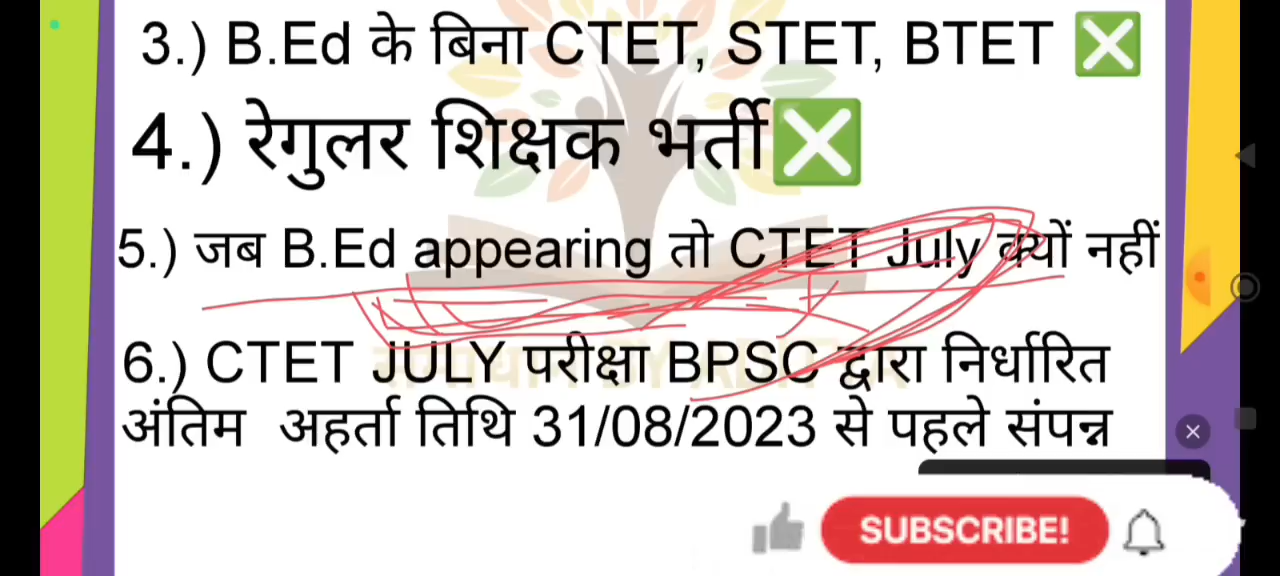 3.) B.Ed के बिना CTET, STET, BTET ❎
4.) रेगुलर शिक्षक भर्ती❎
5.) जब B.Ed appearing तो CTET July क्यों नहीं
6.) CTET JULY परीक्षा BPSC द्वारा निर्धारित
अंतिम अहर्ता तिथि 31/08/2023 से पहले संपन्न
SUBSCRIBE!